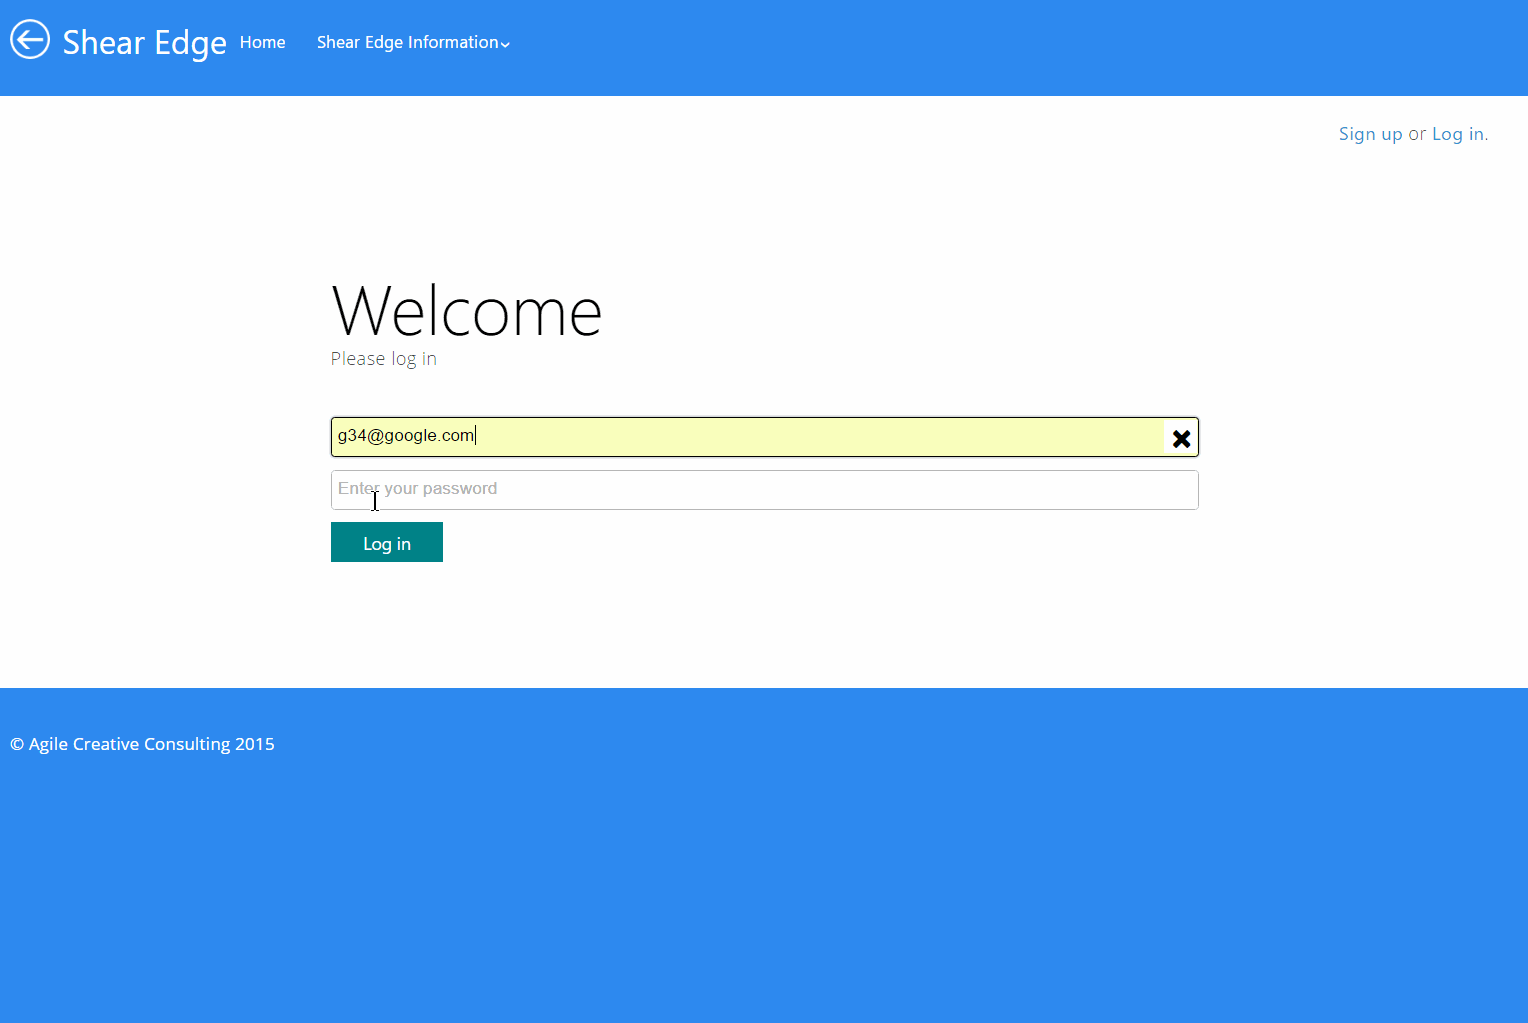 Shear Edge Home Shear Edge Information
Sign up or Log in.
Welcome
Please log in
g34@google.com
Enter your password
Log in
© Agile Creative Consulting 2015